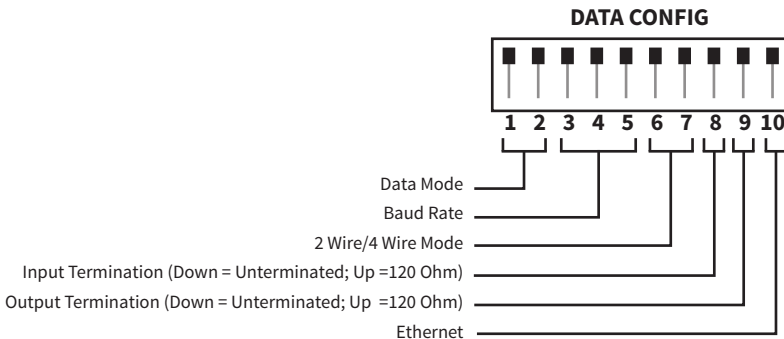 DATA CONFIG
1 2 3 4 5 6 7 8 9 10
Data Mode
Baud Rate
2 Wire/4 Wire Mode
Input Termination (Down = Unterminated; Up =120 Ohm)
Output Termination (Down = Unterminated; Up  =120 Ohm)
Ethernet